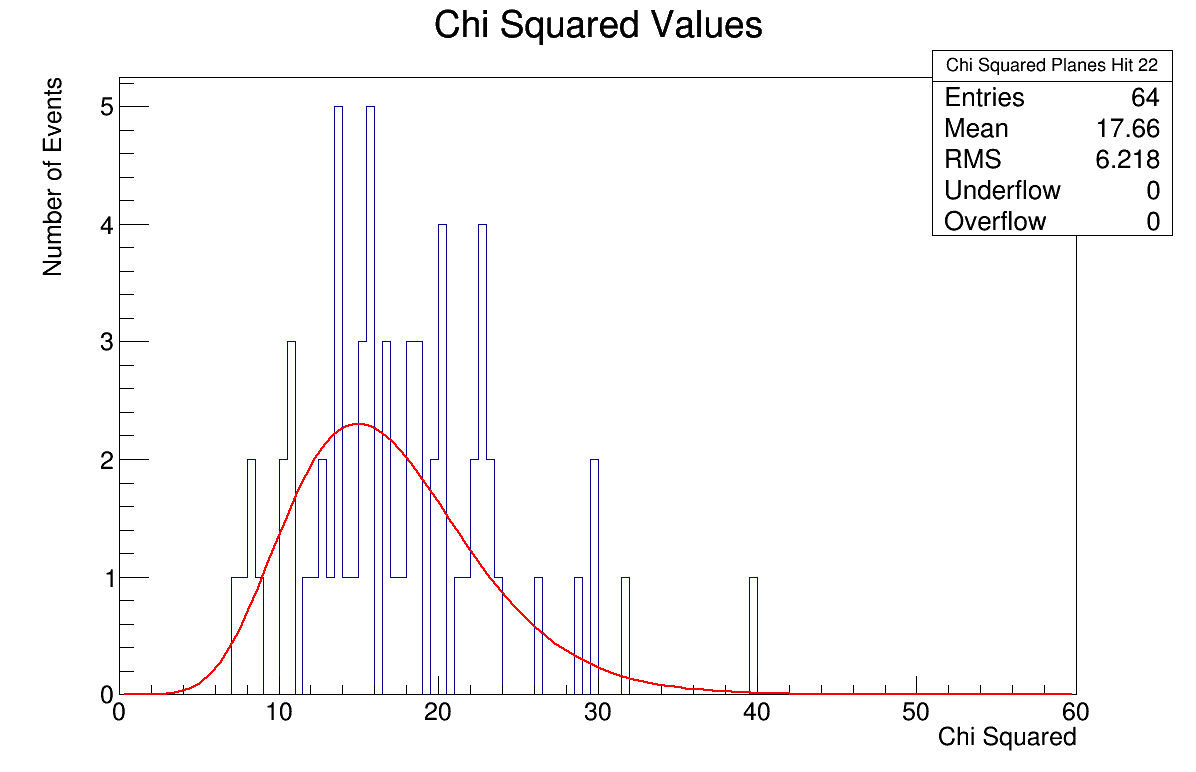 Chi Squared Values
Chi Squared Planes Hit 22
Entries 64
Mean 17.66
RMS 6.218
Underflow 0
Overflow 0
Number of Events
5
4
3
2
1
0
0 10 20 30 40 50 60
Chi Squared